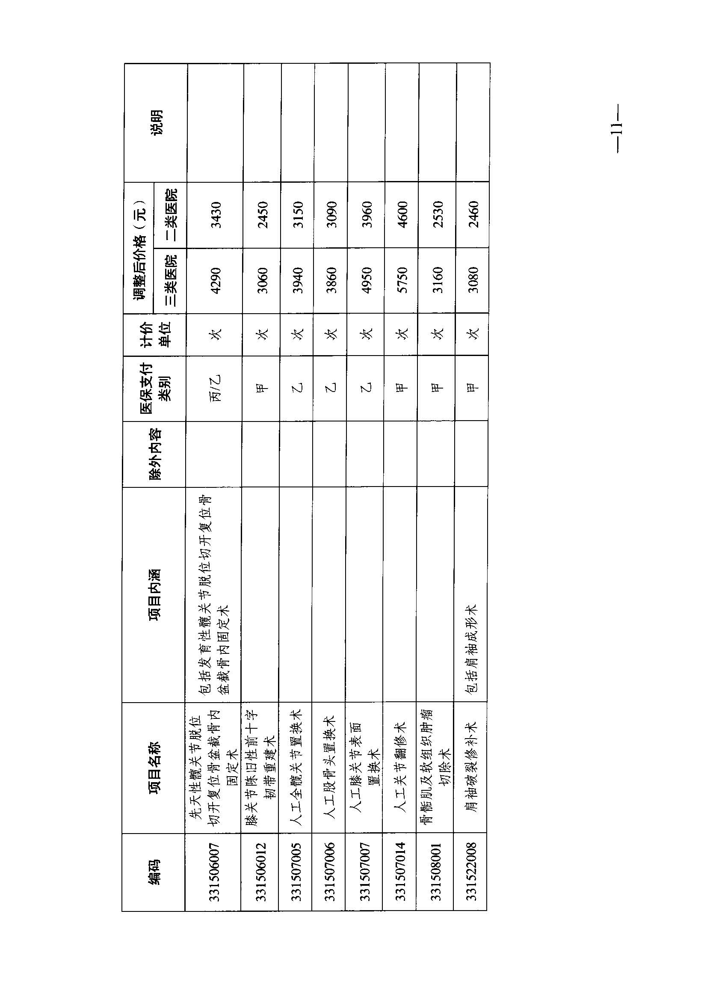 编码 项目名称 项目内涵 除外内容 医保支付 计价 调整后价格（元） 说明
类别 单位 三类医院 二类医院
331506007 先天性髋关节脱位 包括发育性髋关节脱位切开复位骨 丙/乙 次 4290 3430
切开复位骨盆截骨内 盆截骨内固定术
固定术
331506012 膝关节陈旧性前十字 甲 次 3060 2450
韧带重建术
331507005 人工全髋关节置换术 乙 次 3940 3150
331507006 人工股骨头置换术 乙 次 3860 3090
331507007 人工膝关节表面 乙 次 4950 3960
置换术
331507014 人工关节翻修术 甲 次 5750 4600
331508001 骨骺肌及软组织肿瘤 甲 次 3160 2530
切除术
331522008 肩袖破裂修补术 包括肩袖成形术 甲 次 3080 2460
—11—